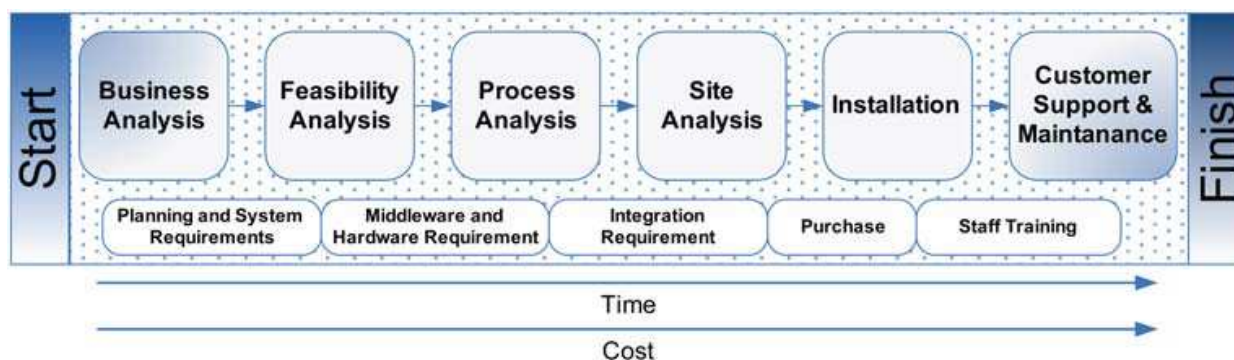 Start
Business
Analysis
Feasibility
Analysis
Process
Analysis
Site
Analysis
Installation
Customer
Support &
Maintanance
Finish
Planning and System
Requirements
Middleware and
Hardware Requirement
Integration
Requirement
Purchase
Staff Training
Time
Cost